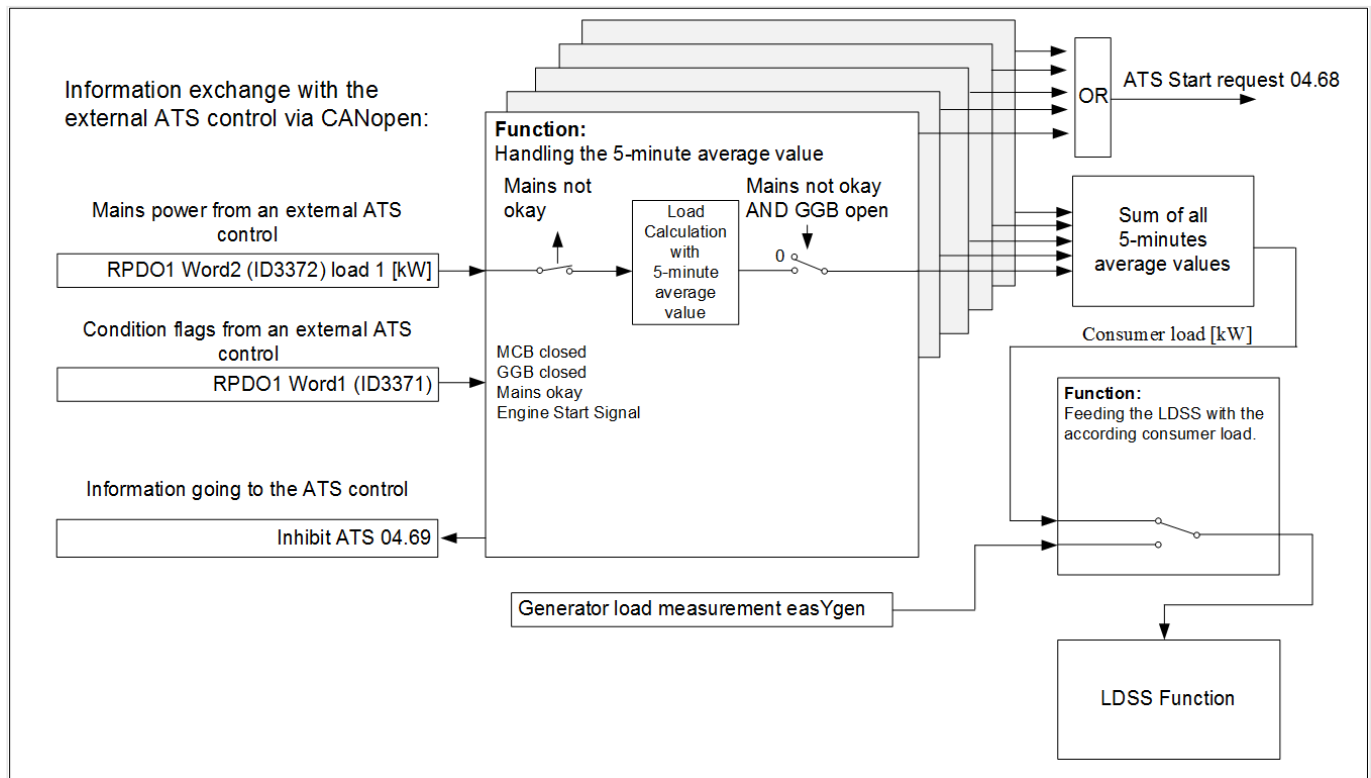 Information exchange with the
external ATS control via CANopen:
Mains power from an external ATS
control
RPDO1 Word2 (ID3372) load 1 [kW]
Condition flags from an external ATS
control
RPDO1 Word1 (ID3371)
Information going to the ATS control
Inhibit ATS 04.69
Function:
Handling the 5-minute average value
Mains not
okay
Load
Calculation
with
5-minute
average
value
Mains not okay
AND GGB open
0
MCB closed
GGB closed
Mains okay
Engine Start Signal
OR
ATS Start request 04.68
Sum of all
5-minutes
average values
Consumer load [kW]
Function:
Feeding the LDSS with the
according consumer load.
Generator load measurement easYgen
LDSS Function